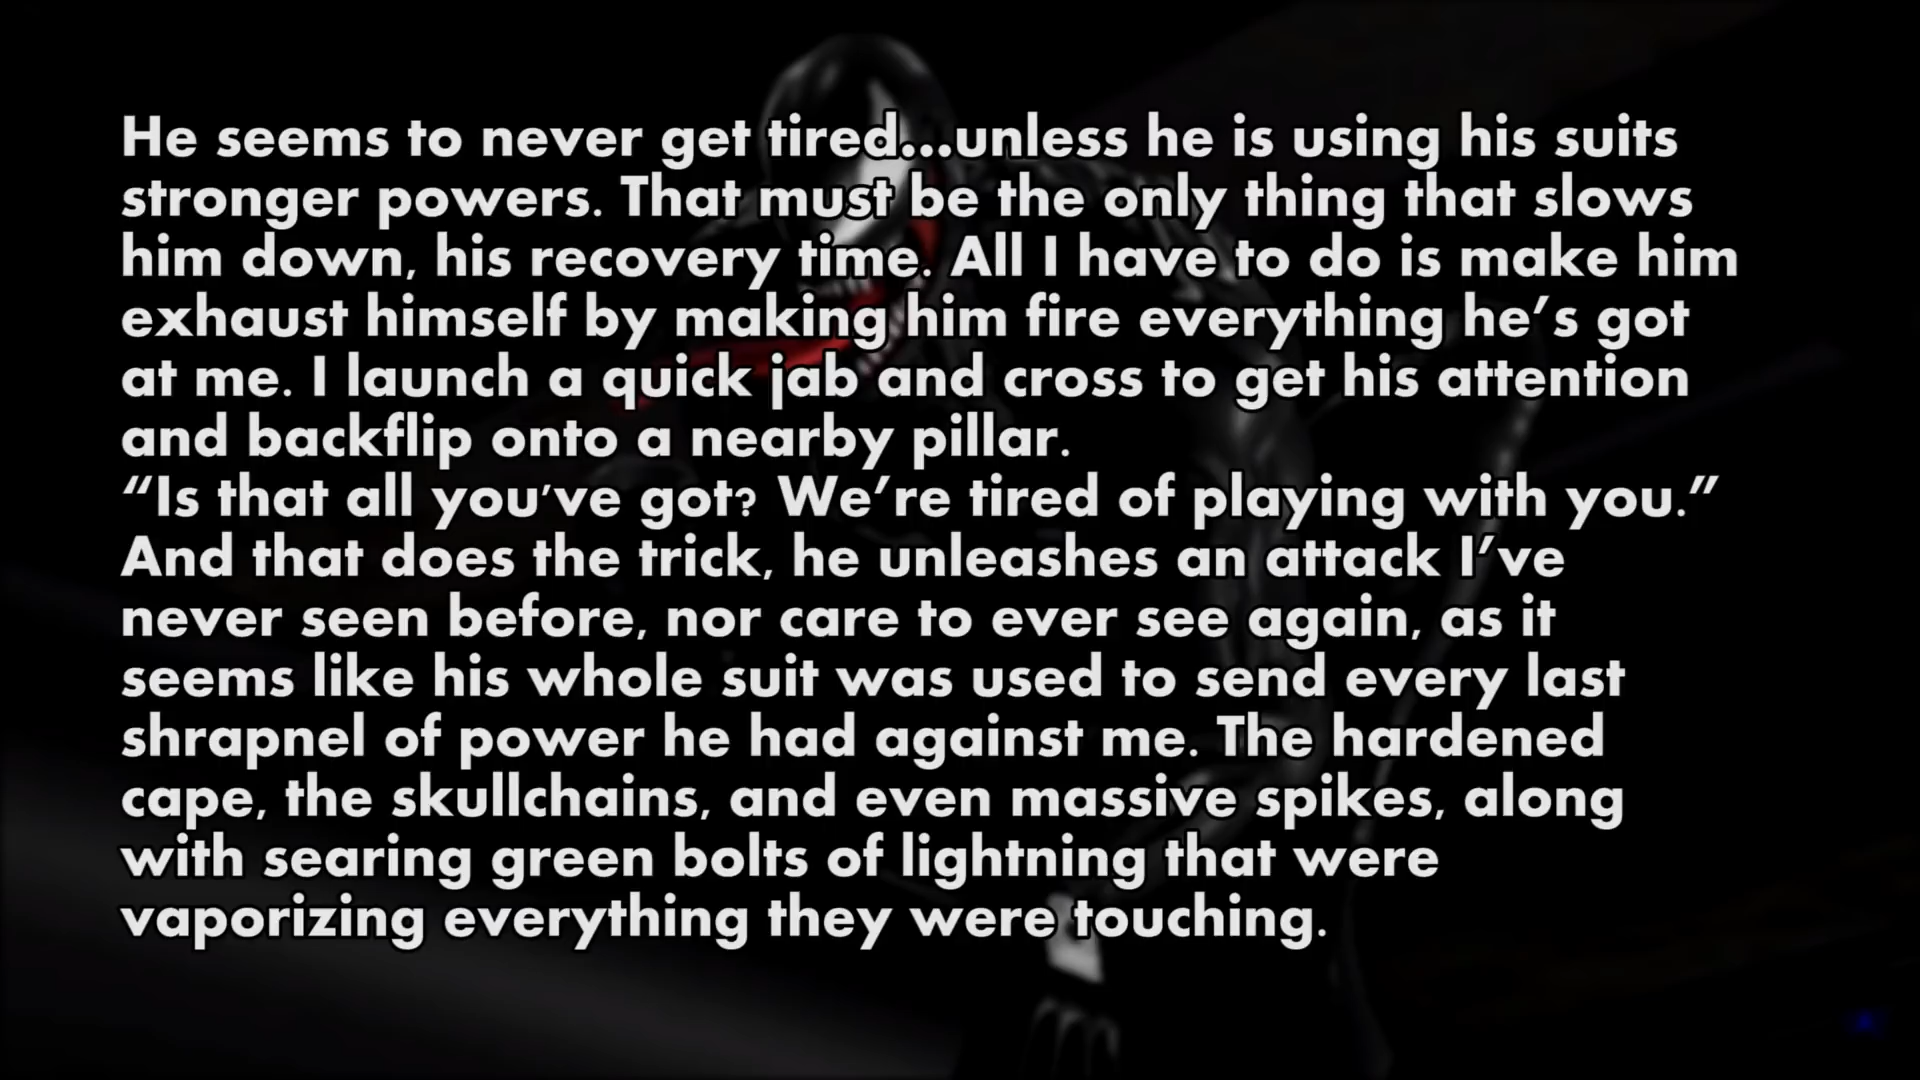 He seems to never get tired...unless he is using his suits
stronger powers. That must be the only thing that slows
him down, his recovery time. All I have to do is make him
exhaust himself by making him fire everything he’s got
at me. I launch a quick jab and cross to get his attention
and backflip onto a nearby pillar.
“Is that all you’ve got? We’re tired of playing with you.”
And that does the trick, he unleashes an attack I’ve
never seen before, nor care to ever see again, as it
seems like his whole suit was used to send every last
shrapnel of power he had against me. The hardened
cape, the skullchains, and even massive spikes, along
with searing green bolts of lightning that were
vaporizing everything they were touching.